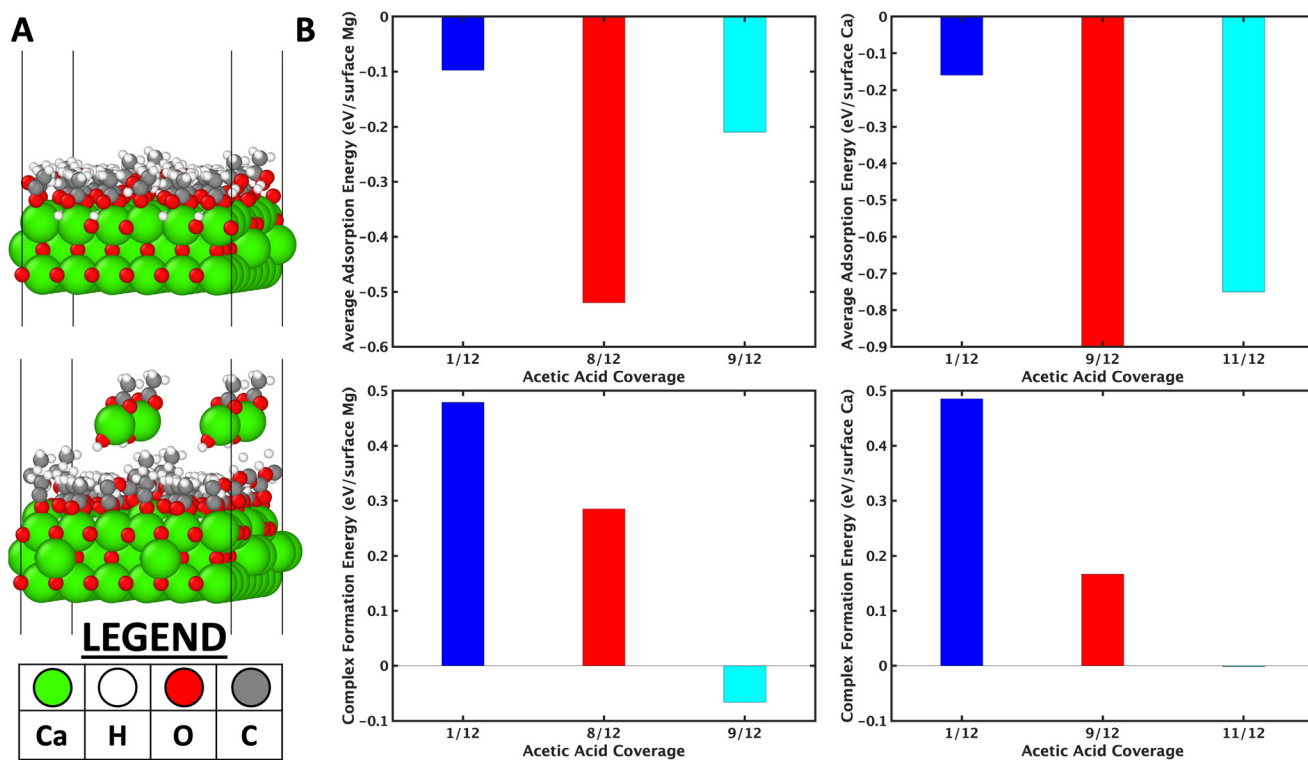 A
B
LEGEND
Ca H O C
Average Adsorption Energy (eV/surface Mg)
0
−0.1
−0.2
−0.3
−0.4
−0.5
−0.6
1/12 8/12 9/12
Acetic Acid Coverage
Average Adsorption Energy (eV/surface Ca)
0
−0.1
−0.2
−0.3
−0.4
−0.5
−0.6
−0.7
−0.8
−0.9
1/12 9/12 11/12
Acetic Acid Coverage
Complex Formation Energy (eV/surface Mg)
0.5
0.4
0.3
0.2
0.1
0
−0.1
1/12 8/12 9/12
Acetic Acid Coverage
Complex Formation Energy (eV/surface Ca)
0.5
0.4
0.3
0.2
0.1
0
−0.1
1/12 9/12 11/12
Acetic Acid Coverage